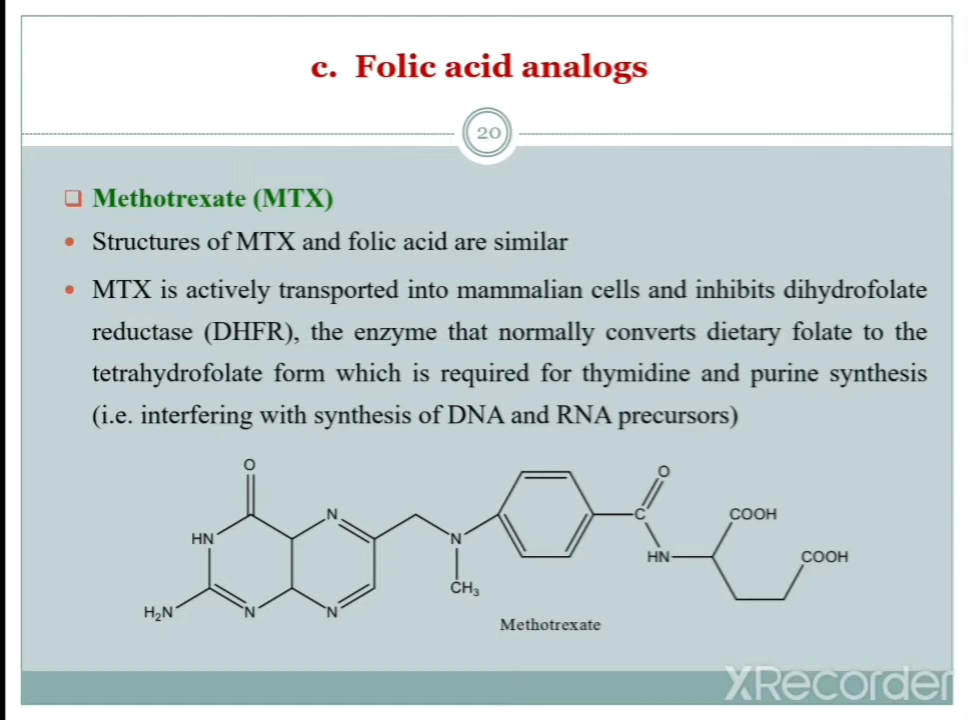 c. Folic acid analogs
20
Methotrexate (MTX)
Structures of MTX and folic acid are similar
MTX is actively transported into mammalian cells and inhibits dihydrofolate
reductase (DHFR), the enzyme that normally converts dietary folate to the
tetrahydrofolate form which is required for thymidine and purine synthesis
(i.e. interfering with synthesis of DNA and RNA precursors)
O
O
N
C
COOH
HN
N
HN
COOH
CH₃
H₂N
N
N
Methotrexate
XRecorder